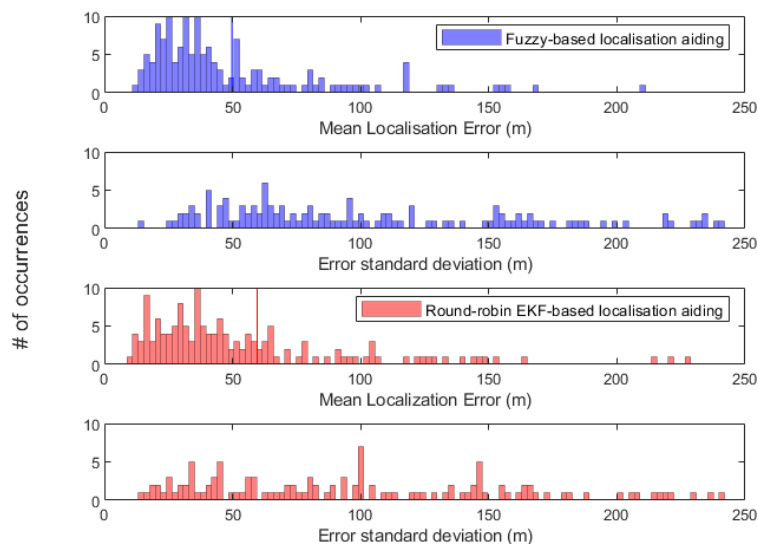 # of occurrences
10
5
0
Fuzzy-based localisation aiding
0 50 100 150 200 250
Mean Localisation Error (m)
10
5
0
0 50 100 150 200 250
Error standard deviation (m)
10
5
0
Round-robin EKF-based localisation aiding
0 50 100 150 200 250
Mean Localization Error (m)
10
5
0
0 50 100 150 200 250
Error standard deviation (m)